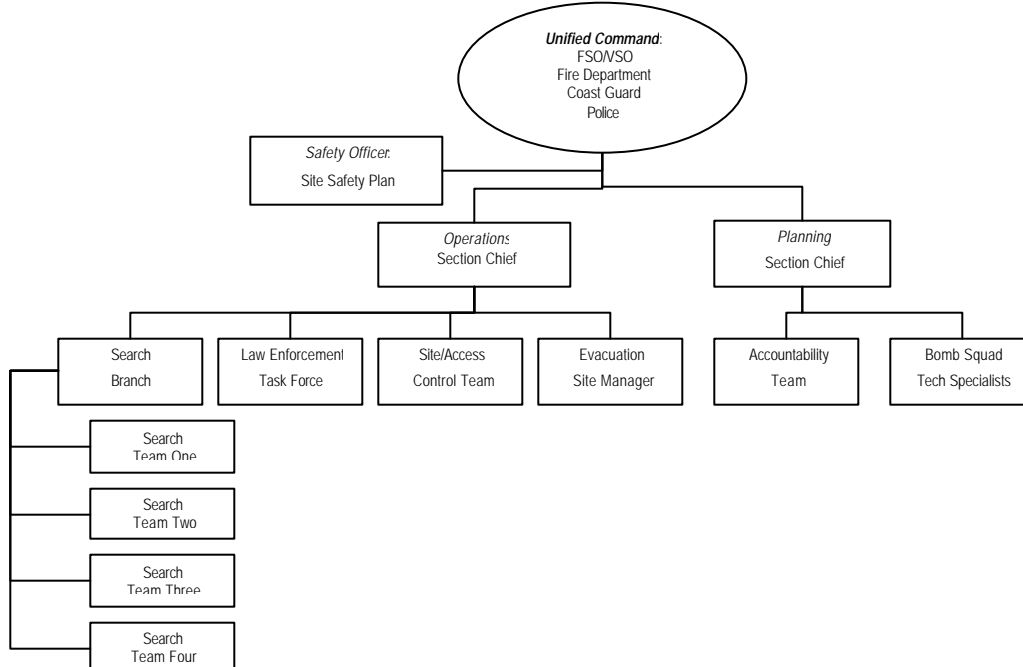 Unified Command:
FSO/VSO
Fire Department
Coast Guard
Police
Safety Officer:
Site Safety Plan
Operations
Section Chief
Planning
Section Chief
Search
Branch
Law Enforcement
Task Force
Site/Access
Control Team
Evacuation
Site Manager
Accountability
Team
Bomb Squad
Tech Specialists
Search
Team One
Search
Team Two
Search
Team Three
Search
Team Four